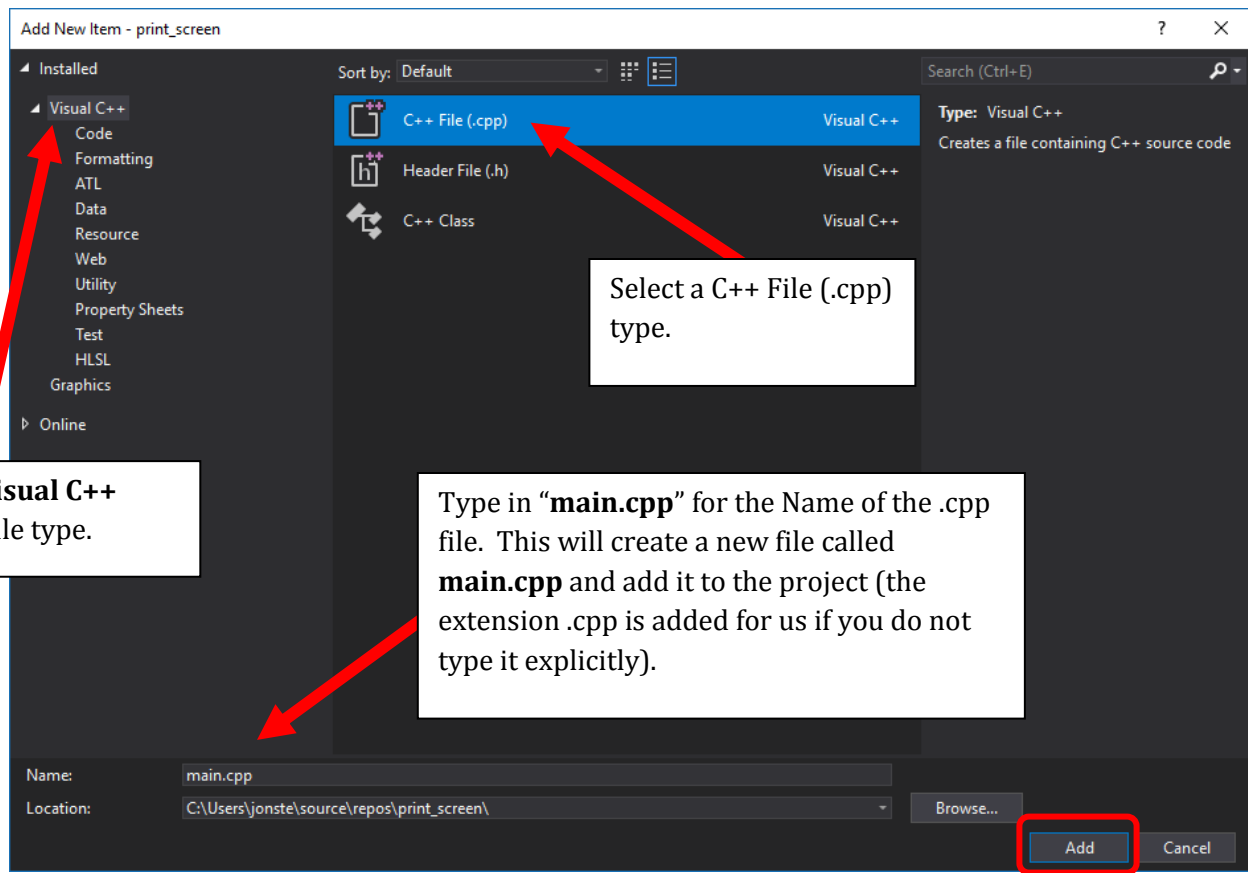 Add New Item - print_screen
?
Installed
Sort by: Default
Search (Ctrl+E)
Visual C++
Code
Formatting
ATL
Data
Resource
Web
Utility
Property Sheets
Test
HLSL
Graphics
Online
C++ File (.cpp) Visual C++
Header File (.h) Visual C++
C++ Class Visual C++
Type: Visual C++
Creates a file containing C++ source code
Select a C++ File (.cpp)
type.
isual C++
le type.
Type in “main.cpp” for the Name of the .cpp
file. This will create a new file called
main.cpp and add it to the project (the
extension .cpp is added for us if you do not
type it explicitly).
Name: main.cpp
Location: C:\Users\jonste\source\repos\print_screen\
Browse...
Add Cancel